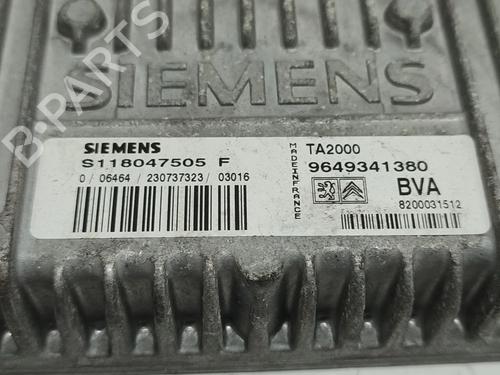 B-PARTS
SIEMENS
SIEMENS
S118047505 F
0 / 06464 / 230737323 / 03016
MADE IN FRANCE
TA2000
9649341380
BVA
8200031512